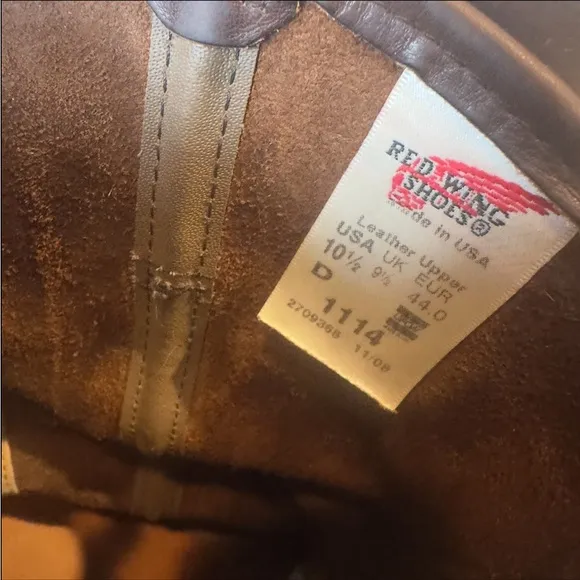 RED WING
SHOES®
Made in USA
Leather Upper
USA UK EUR
10½ 9½ 44.0
D
1114
2709368 11/08